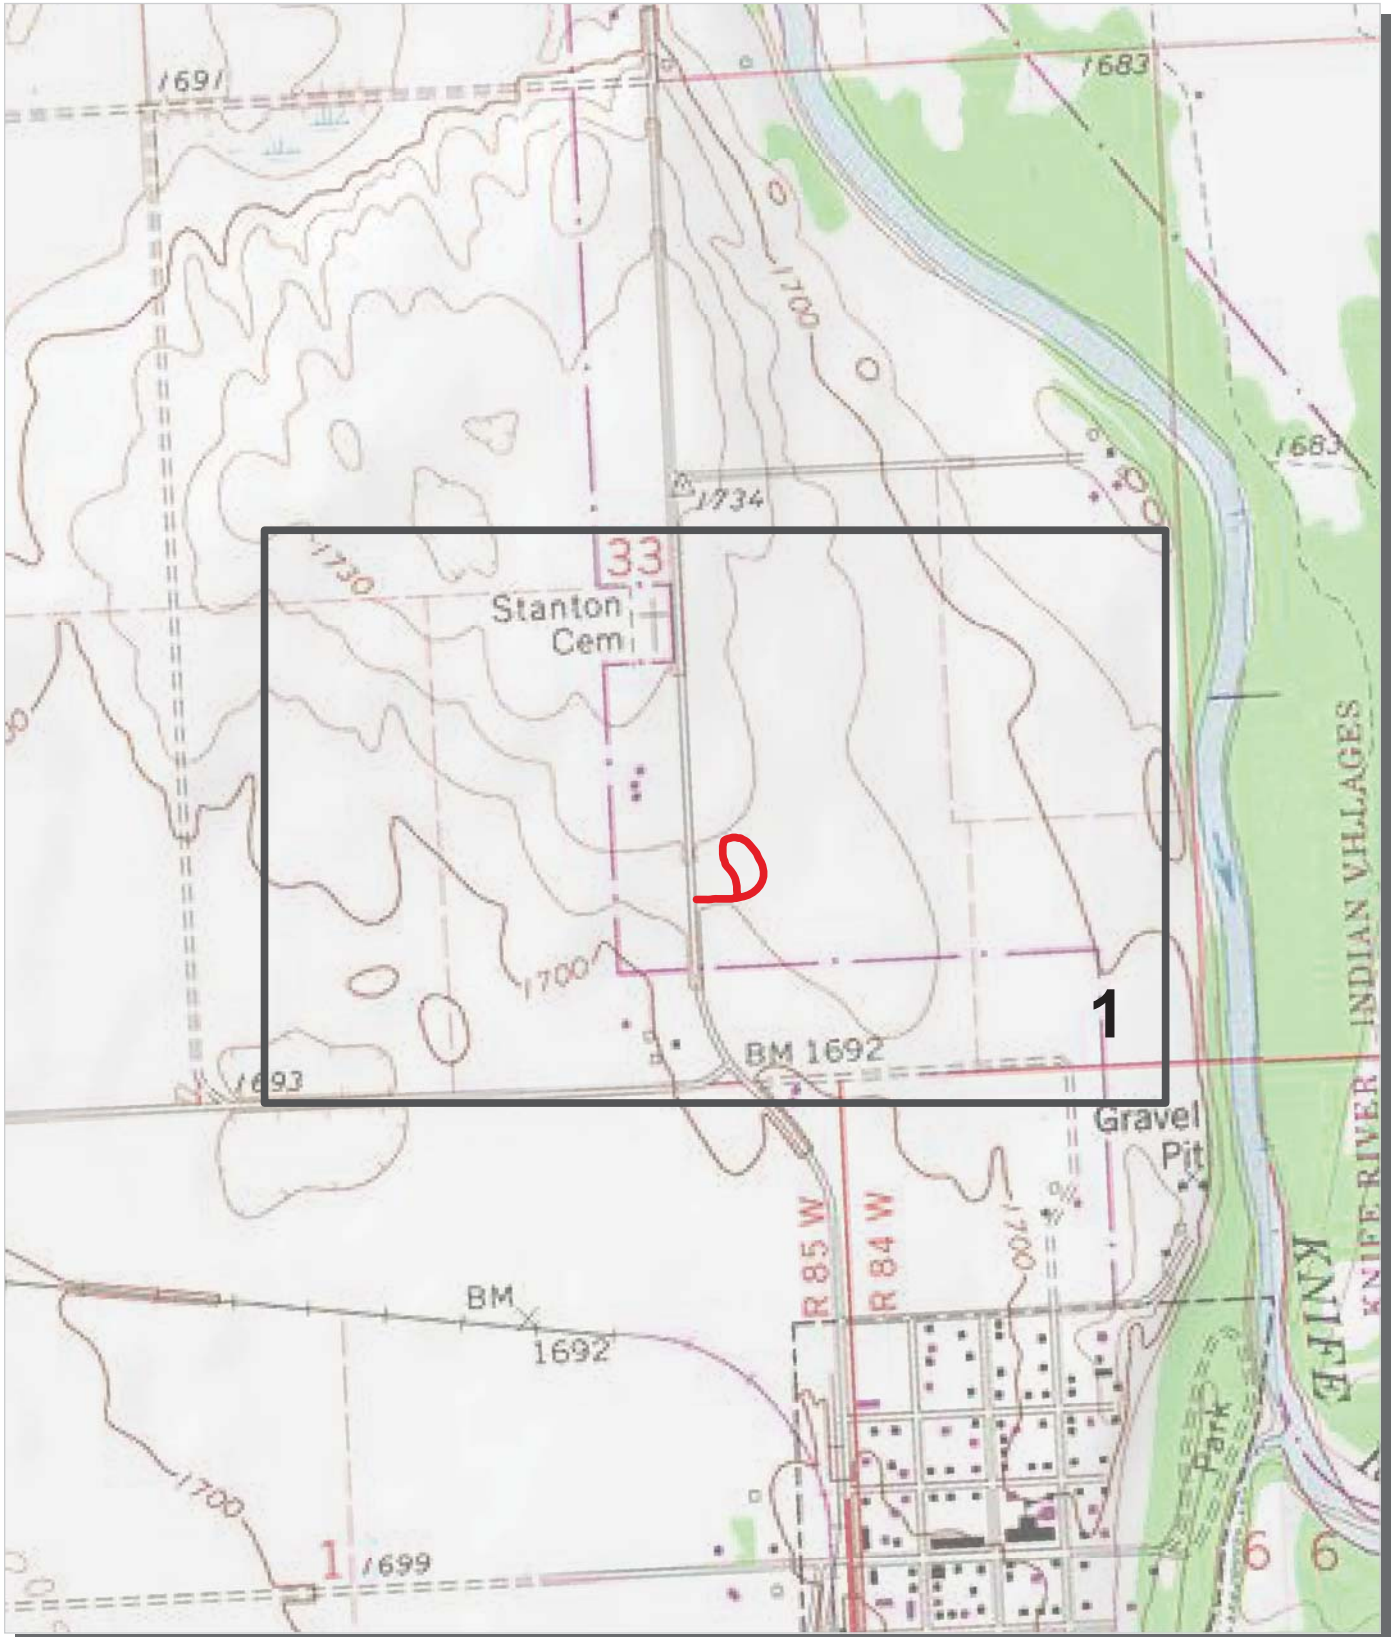 1691
1683
1700
1683
1734
33
1730
Stanton
Cem
1700
1
BM 1692
1693
Gravel
Pit
INDIAN VILLAGES
KNIFE RIVER
R 85 W
R 84 W
1700
KNIFE
BM
1692
Park
1700
1
1699
6
6